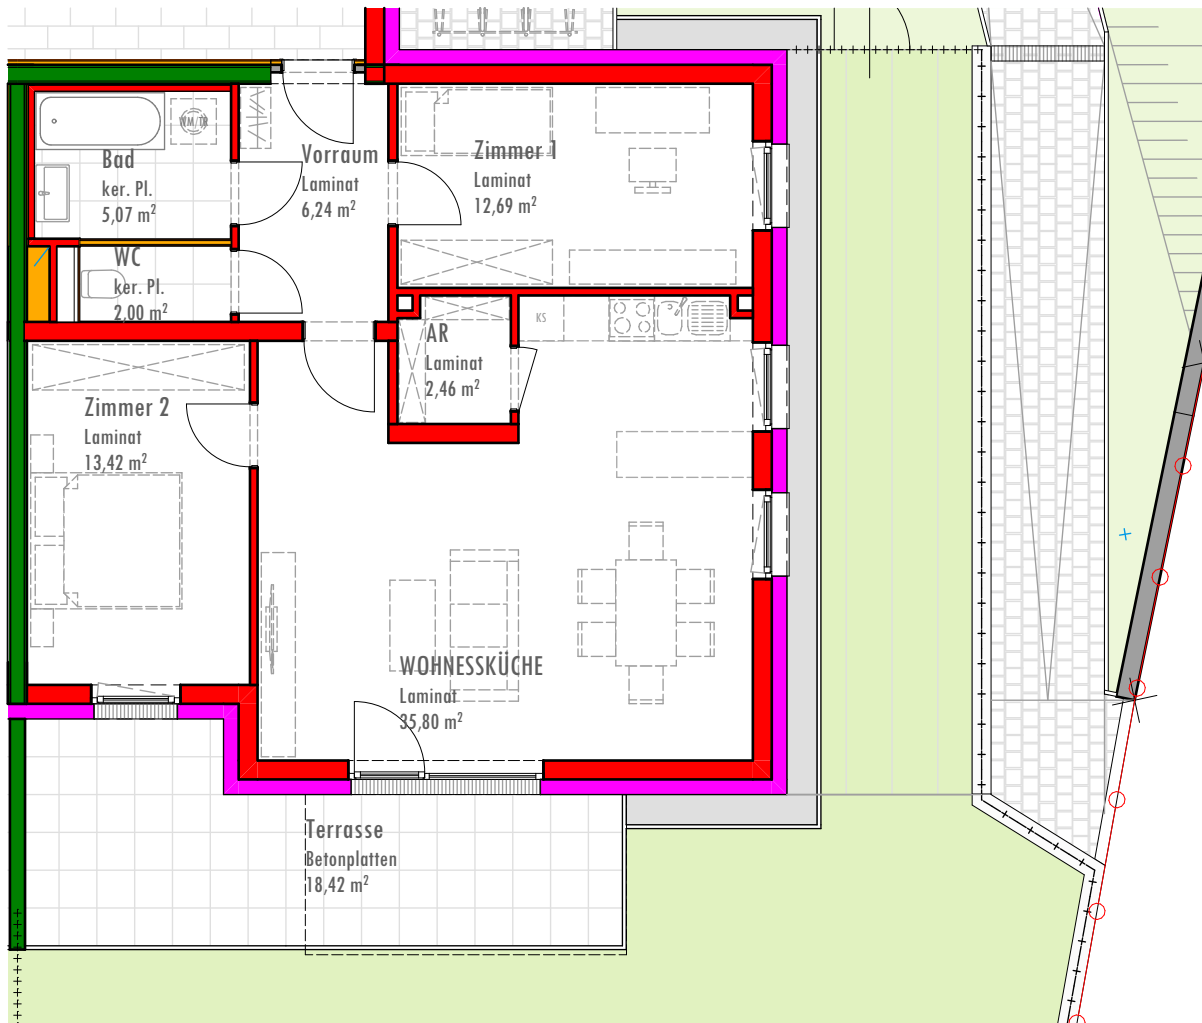 Bad
ker. Pl.
5,07 m²
WM/TR
Vorraum
Laminat
6,24 m²
Zimmer 1
Laminat
12,69 m²
WC
ker. Pl.
2,00 m²
AR
Laminat
2,46 m²
KS
Zimmer 2
Laminat
13,42 m²
WOHNESSKÜCHE
Laminat
35,80 m²
Terrasse
Betonplatten
18,42 m²